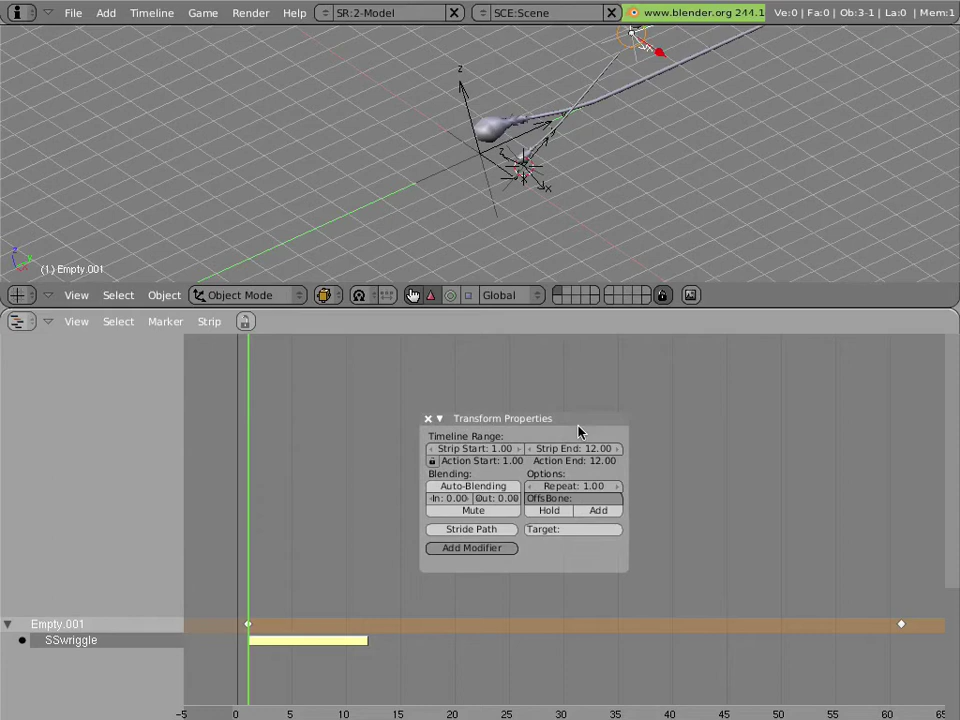 File Add Timeline Game Render Help SR:2-Model SCE:Scene www.blender.org 244.1 Ve:0 | Fa:0 | Ob:3-1 | La:0 | Mem:1
z
z
x
z
(1) Empty.001
View Select Object Object Mode Global
View Select Marker Strip
Transform Properties
Timeline Range:
Strip Start: 1.00 Strip End: 12.00
Action Start: 1.00 Action End: 12.00
Blending: Options:
Auto-Blending Repeat: 1.00
In: 0.00 Out: 0.00 OffsBone:
Mute Hold Add
Stride Path Target:
Add Modifier
Empty.001
SSwriggle
-5 0 5 10 15 20 25 30 35 40 45 50 55 60 65